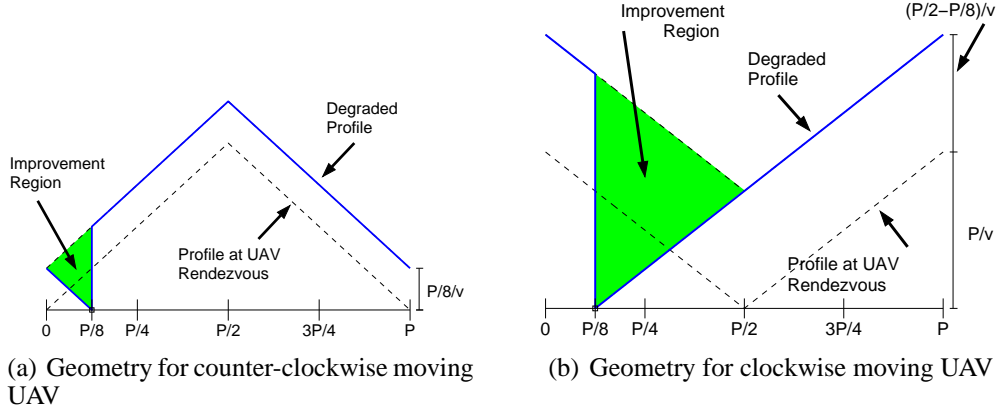 Improvement
Region
Degraded
Profile
Profile at UAV
Rendezvous
P/8/v
0 P/8 P/4 P/2 3P/4 P
(a) Geometry for counter-clockwise moving
UAV
Improvement
Region
(P/2−P/8)/v
Degraded
Profile
P/v
Profile at UAV
Rendezvous
0 P/8 P/4 P/2 3P/4 P
(b) Geometry for clockwise moving UAV